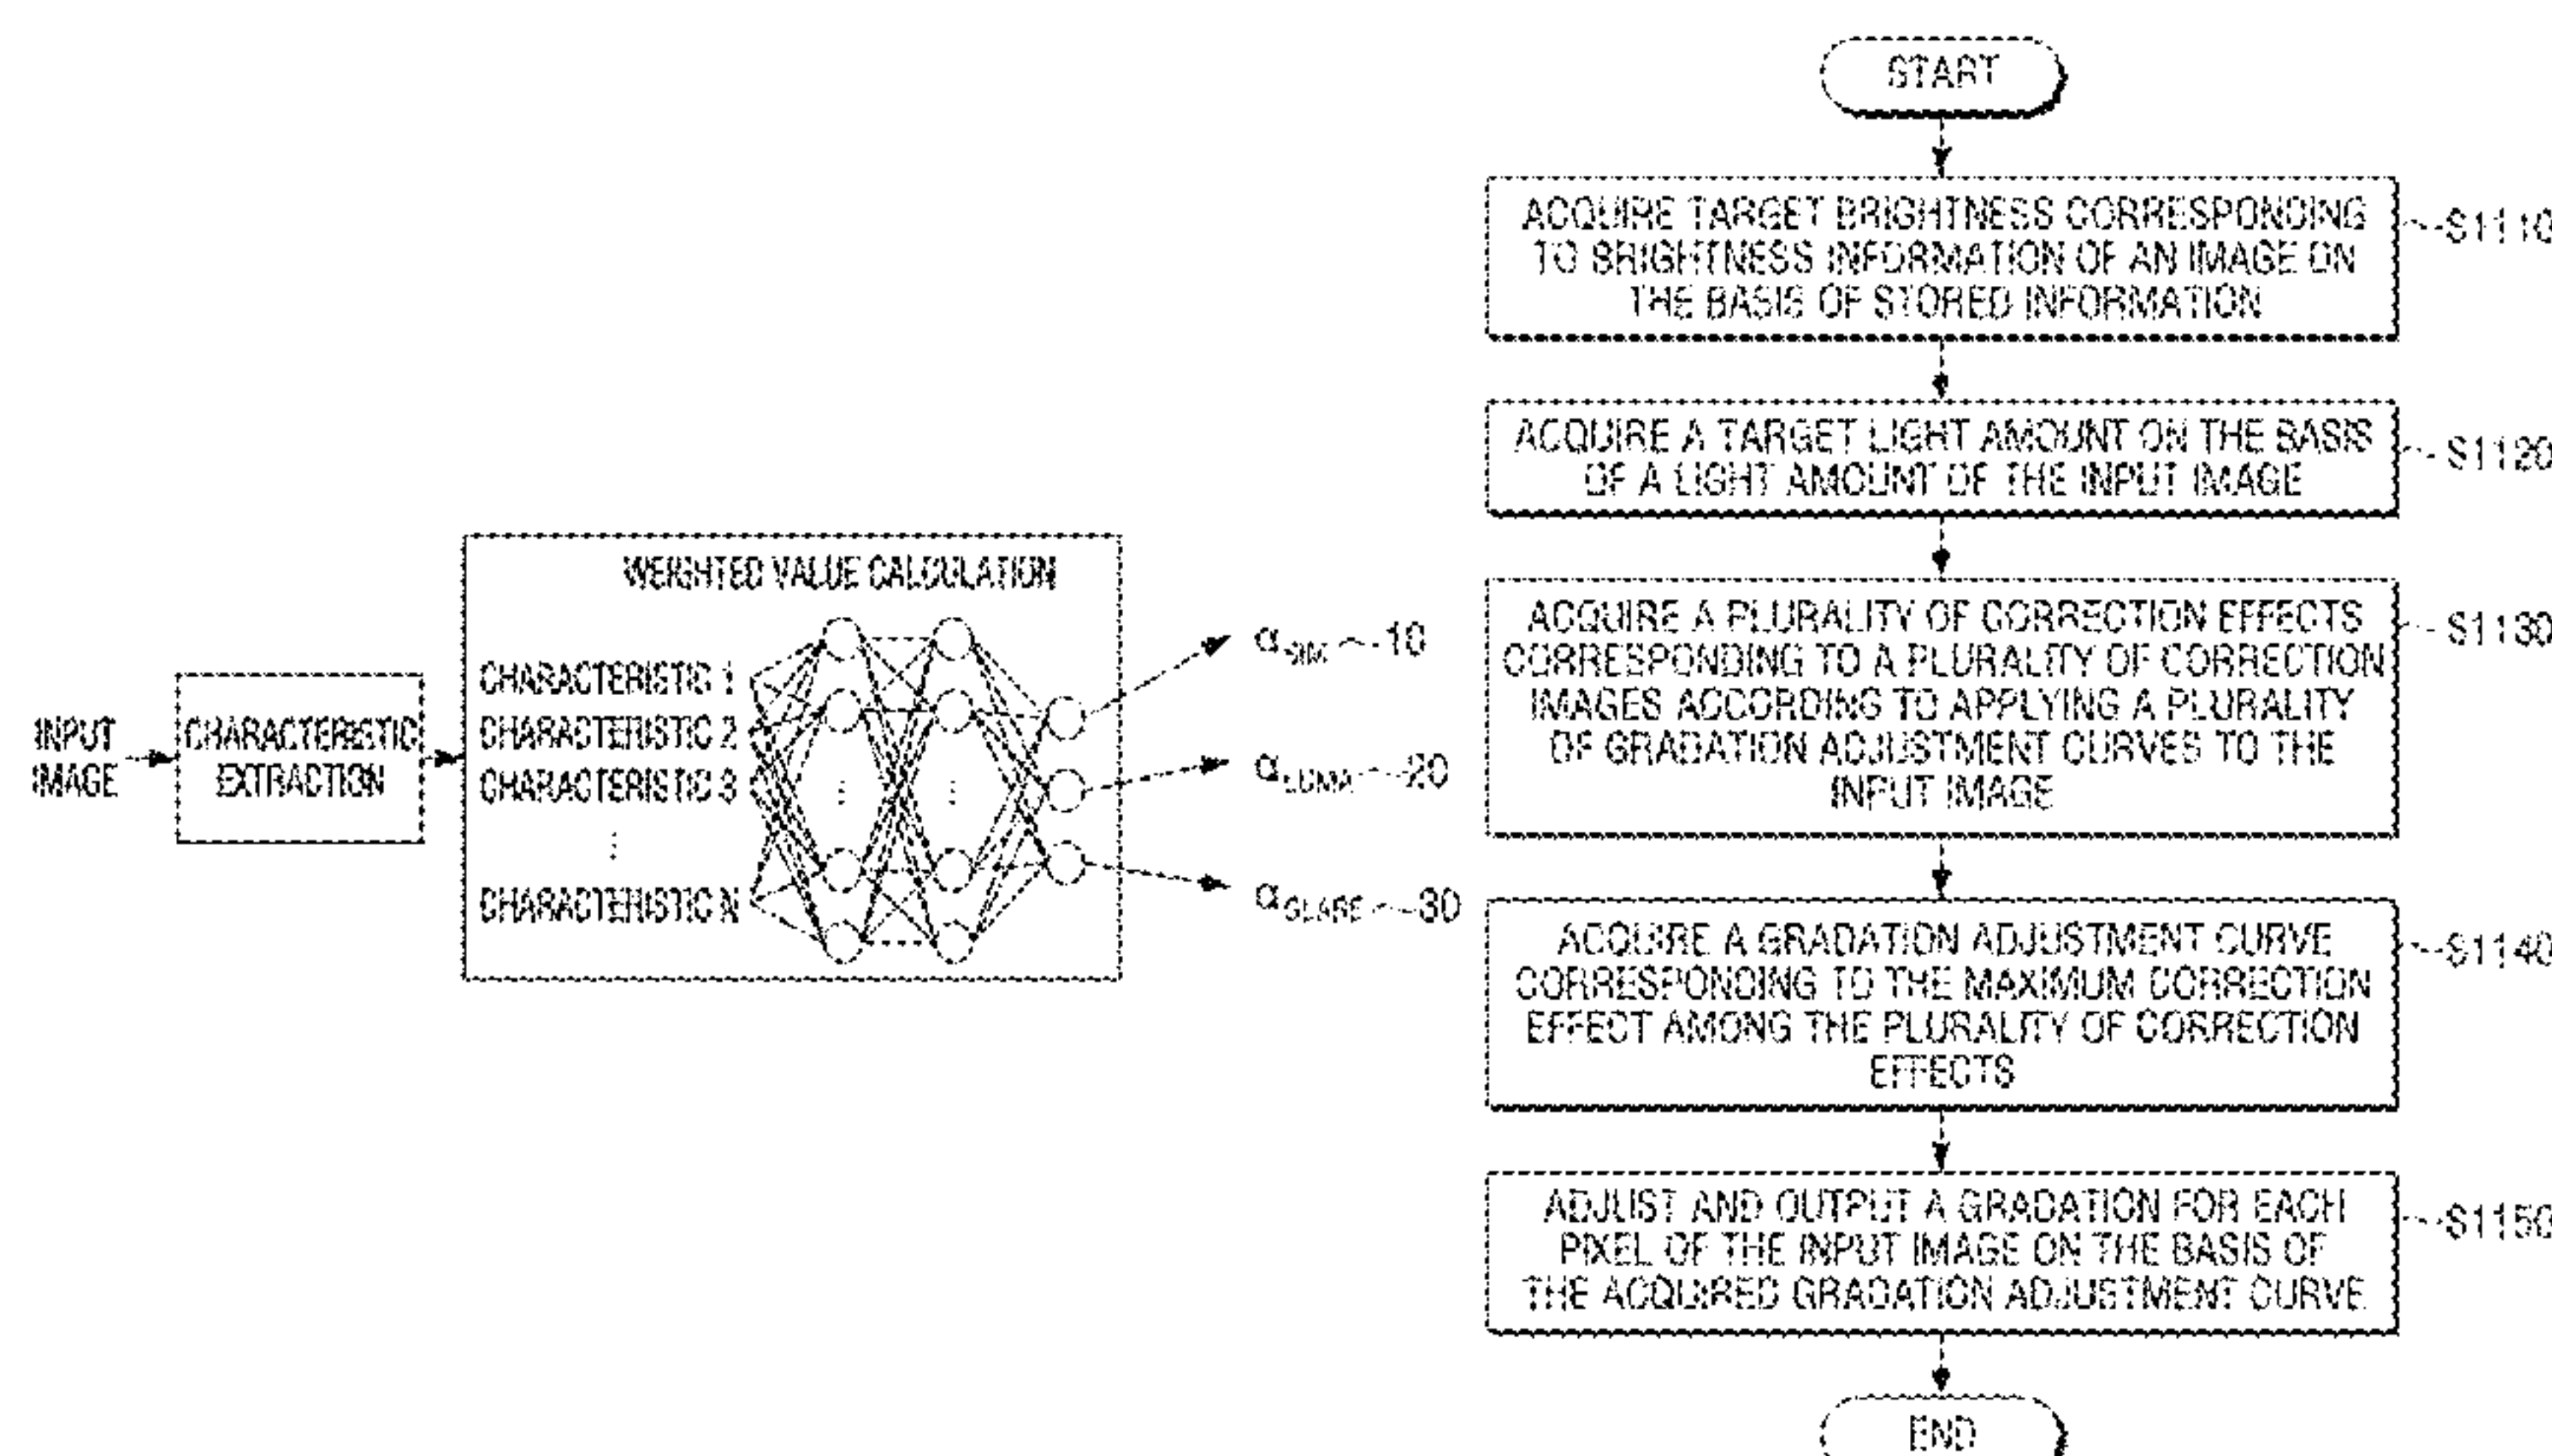 INPUT
IMAGE
CHARACTERISTIC
EXTRACTION
WEIGHTED VALUE CALCULATION
CHARACTERISTIC 1
CHARACTERISTIC 2
CHARACTERISTIC 3
⋮
CHARACTERISTIC N
α 10
α LUMA 20
α GLARE 30
START
ACQUIRE TARGET BRIGHTNESS CORRESPONDING
TO BRIGHTNESS INFORMATION OF AN IMAGE ON
THE BASIS OF STORED INFORMATION
S1110
ACQUIRE A TARGET LIGHT AMOUNT ON THE BASIS
OF A LIGHT AMOUNT OF THE INPUT IMAGE
S1120
ACQUIRE A PLURALITY OF CORRECTION EFFECTS
CORRESPONDING TO A PLURALITY OF CORRECTION
IMAGES ACCORDING TO APPLYING A PLURALITY
OF GRADATION ADJUSTMENT CURVES TO THE
INPUT IMAGE
S1130
ACQUIRE A GRADATION ADJUSTMENT CURVE
CORRESPONDING TO THE MAXIMUM CORRECTION
EFFECT AMONG THE PLURALITY OF CORRECTION
EFFECTS
S1140
ADJUST AND OUTPUT A GRADATION FOR EACH
PIXEL OF THE INPUT IMAGE ON THE BASIS OF
THE ACQUIRED GRADATION ADJUSTMENT CURVE
S1150
END